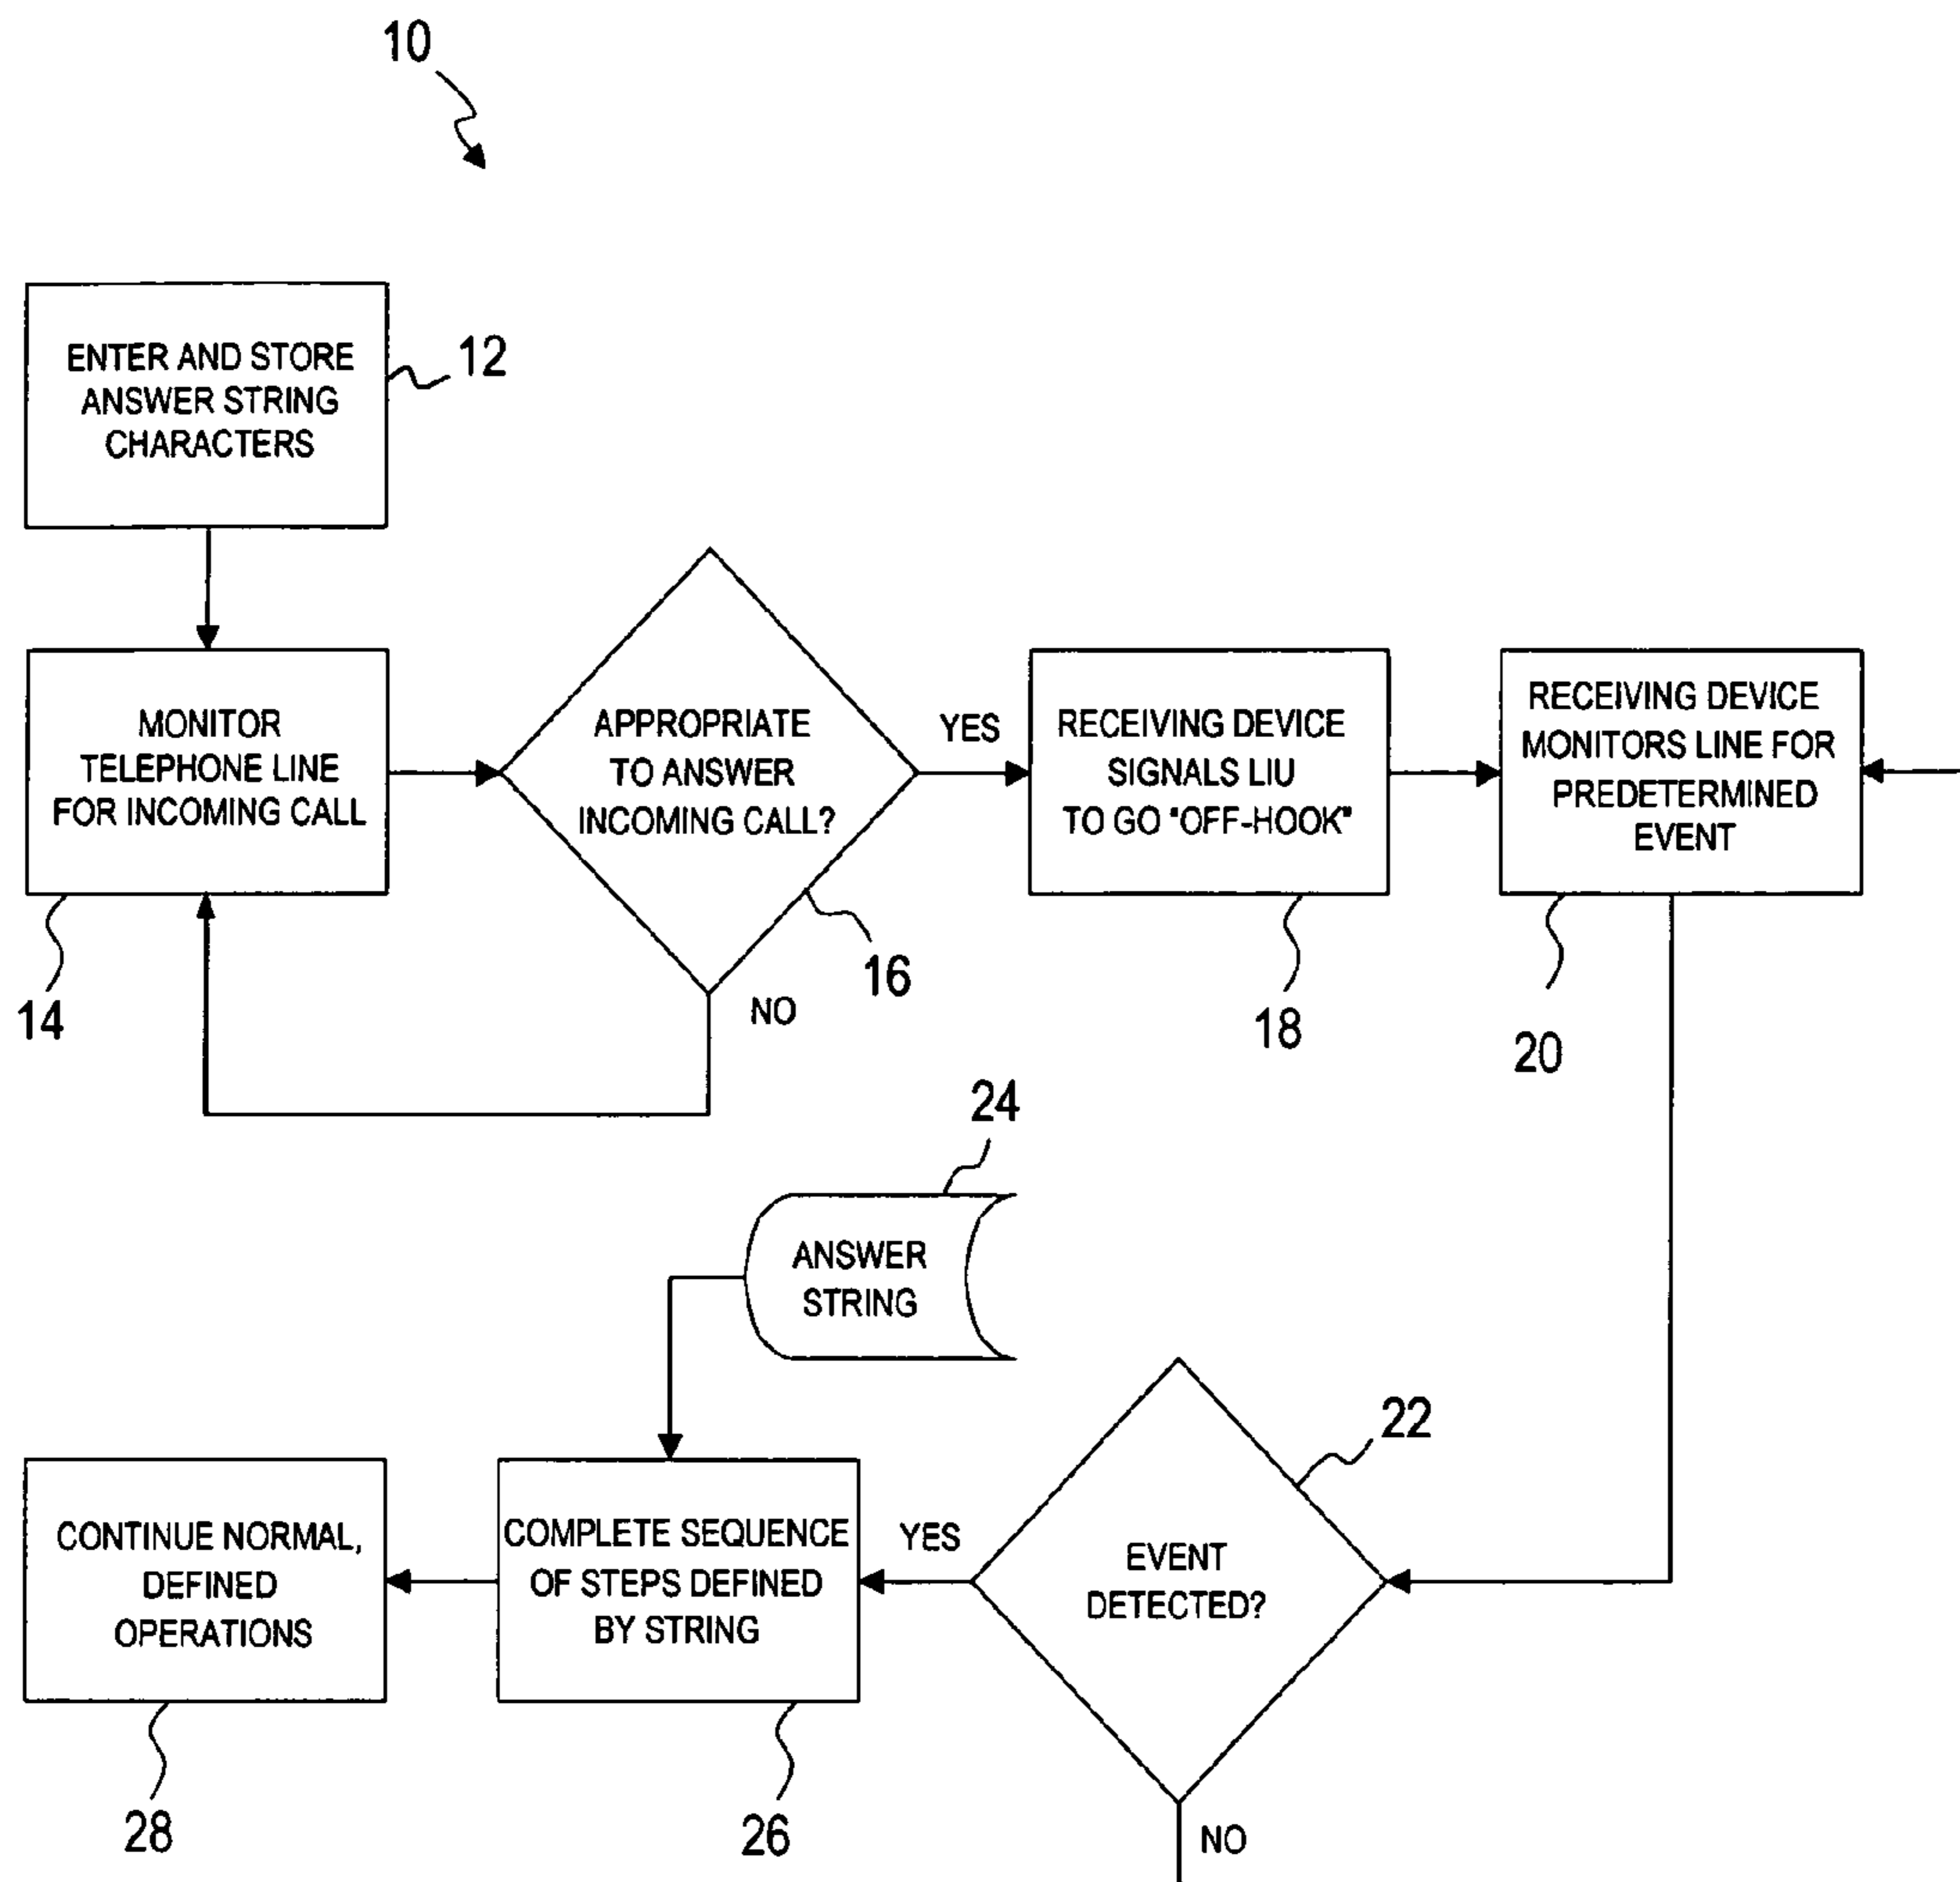 10
ENTER AND STORE
ANSWER STRING
CHARACTERS
12
MONITOR
TELEPHONE LINE
FOR INCOMING CALL
14
APPROPRIATE
TO ANSWER
INCOMING CALL?
16
YES
NO
RECEIVING DEVICE
SIGNALS LIU
TO GO "OFF-HOOK"
18
RECEIVING DEVICE
MONITORS LINE FOR
PREDETERMINED
EVENT
20
24
ANSWER
STRING
22
EVENT
DETECTED?
YES
NO
COMPLETE SEQUENCE
OF STEPS DEFINED
BY STRING
26
CONTINUE NORMAL,
DEFINED
OPERATIONS
28